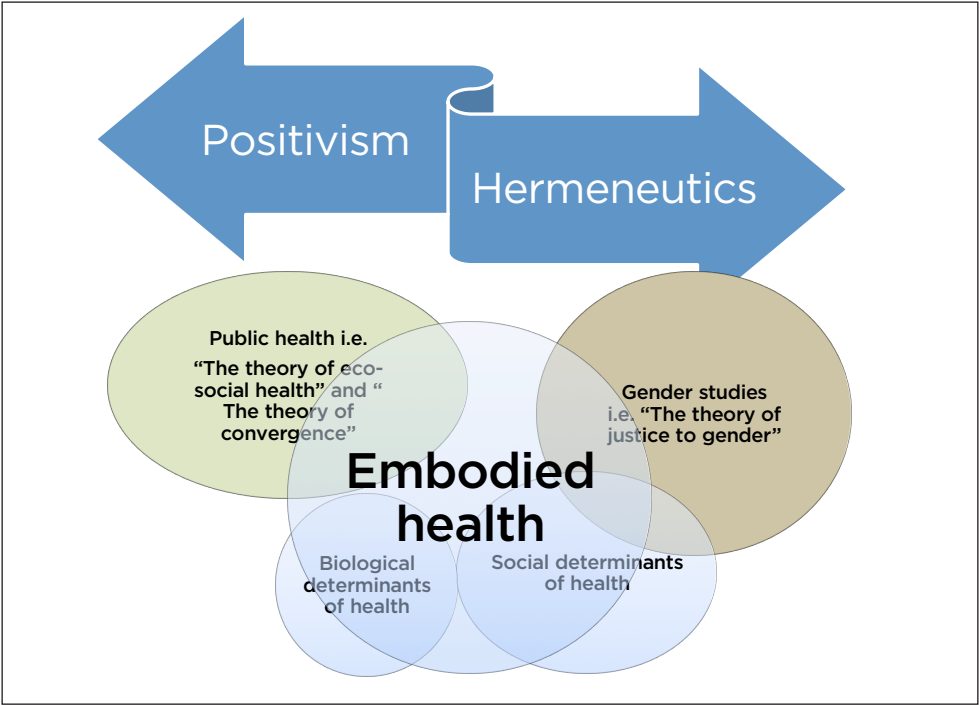 Positivism
Hermeneutics
Public health i.e.
“The theory of eco-
social health” and “
The theory of
convergence”
Gender studies
i.e. “The theory of
justice to gender”
Embodied
health
Biological
determinants
of health
Social determinants
of health